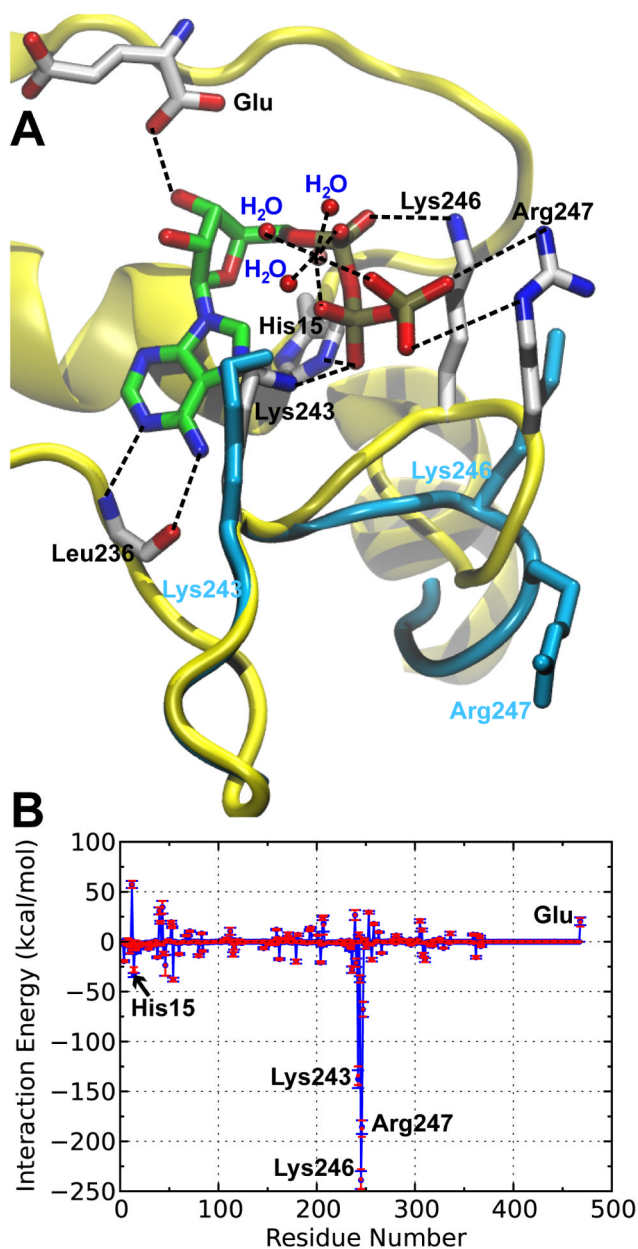 A
Glu
H₂O
H₂O
Lys246
Arg247
H₂O
His15
Lys243
Lys246
Leu236
Lys243
Arg247
B
100
50
0
−50
−100
−150
−200
−250
Interaction Energy (kcal/mol)
Glu
His15
Lys243
Arg247
Lys246
0 100 200 300 400 500
Residue Number